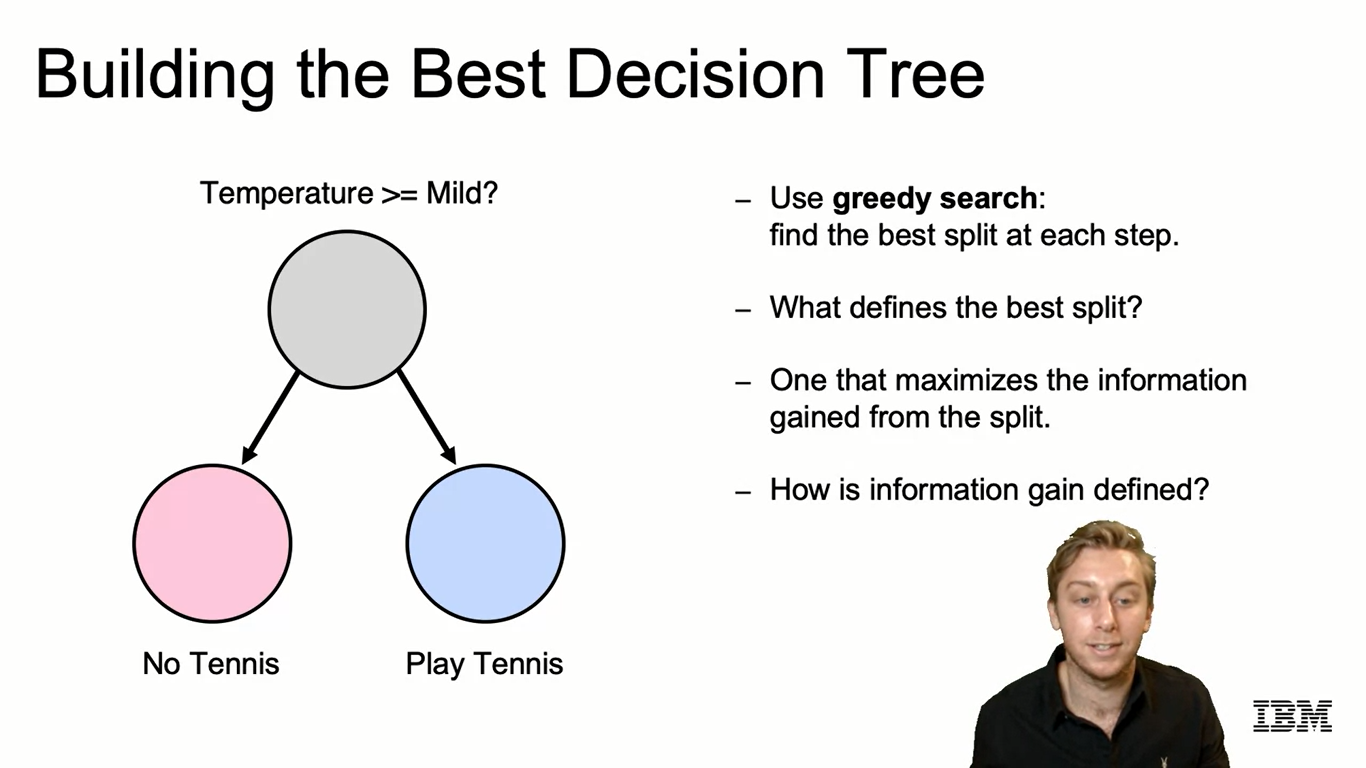 Building the Best Decision Tree
Temperature >= Mild?
No Tennis
Play Tennis
– Use greedy search:
find the best split at each step.
– What defines the best split?
– One that maximizes the information
gained from the split.
– How is information gain defined?
IBM